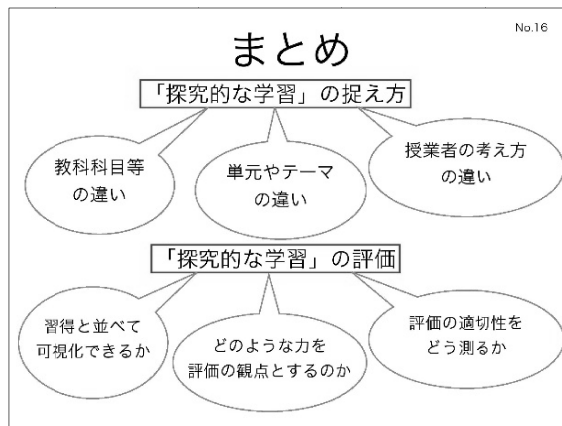 No.16
まとめ
「探究的な学習」の捉え方
教科科目等
の違い
単元やテーマ
の違い
授業者の考え方
の違い
「探究的な学習」の評価
習得と並べて
可視化できるか
どのような力を
評価の観点とするのか
評価の適切性を
どう測るか